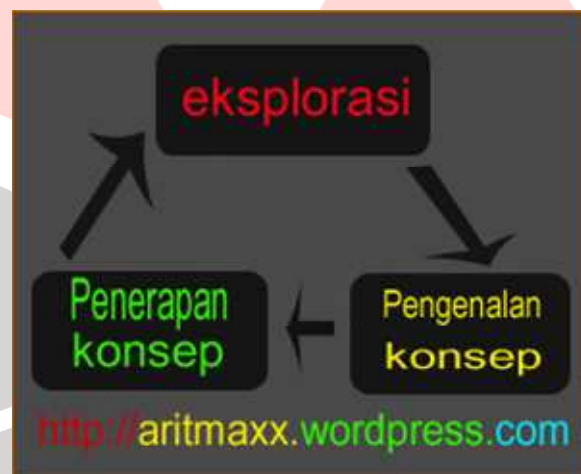 eksplorasi
Penerapan
konsep
Pengenalan
konsep
http://aritmaxx.wordpress.com